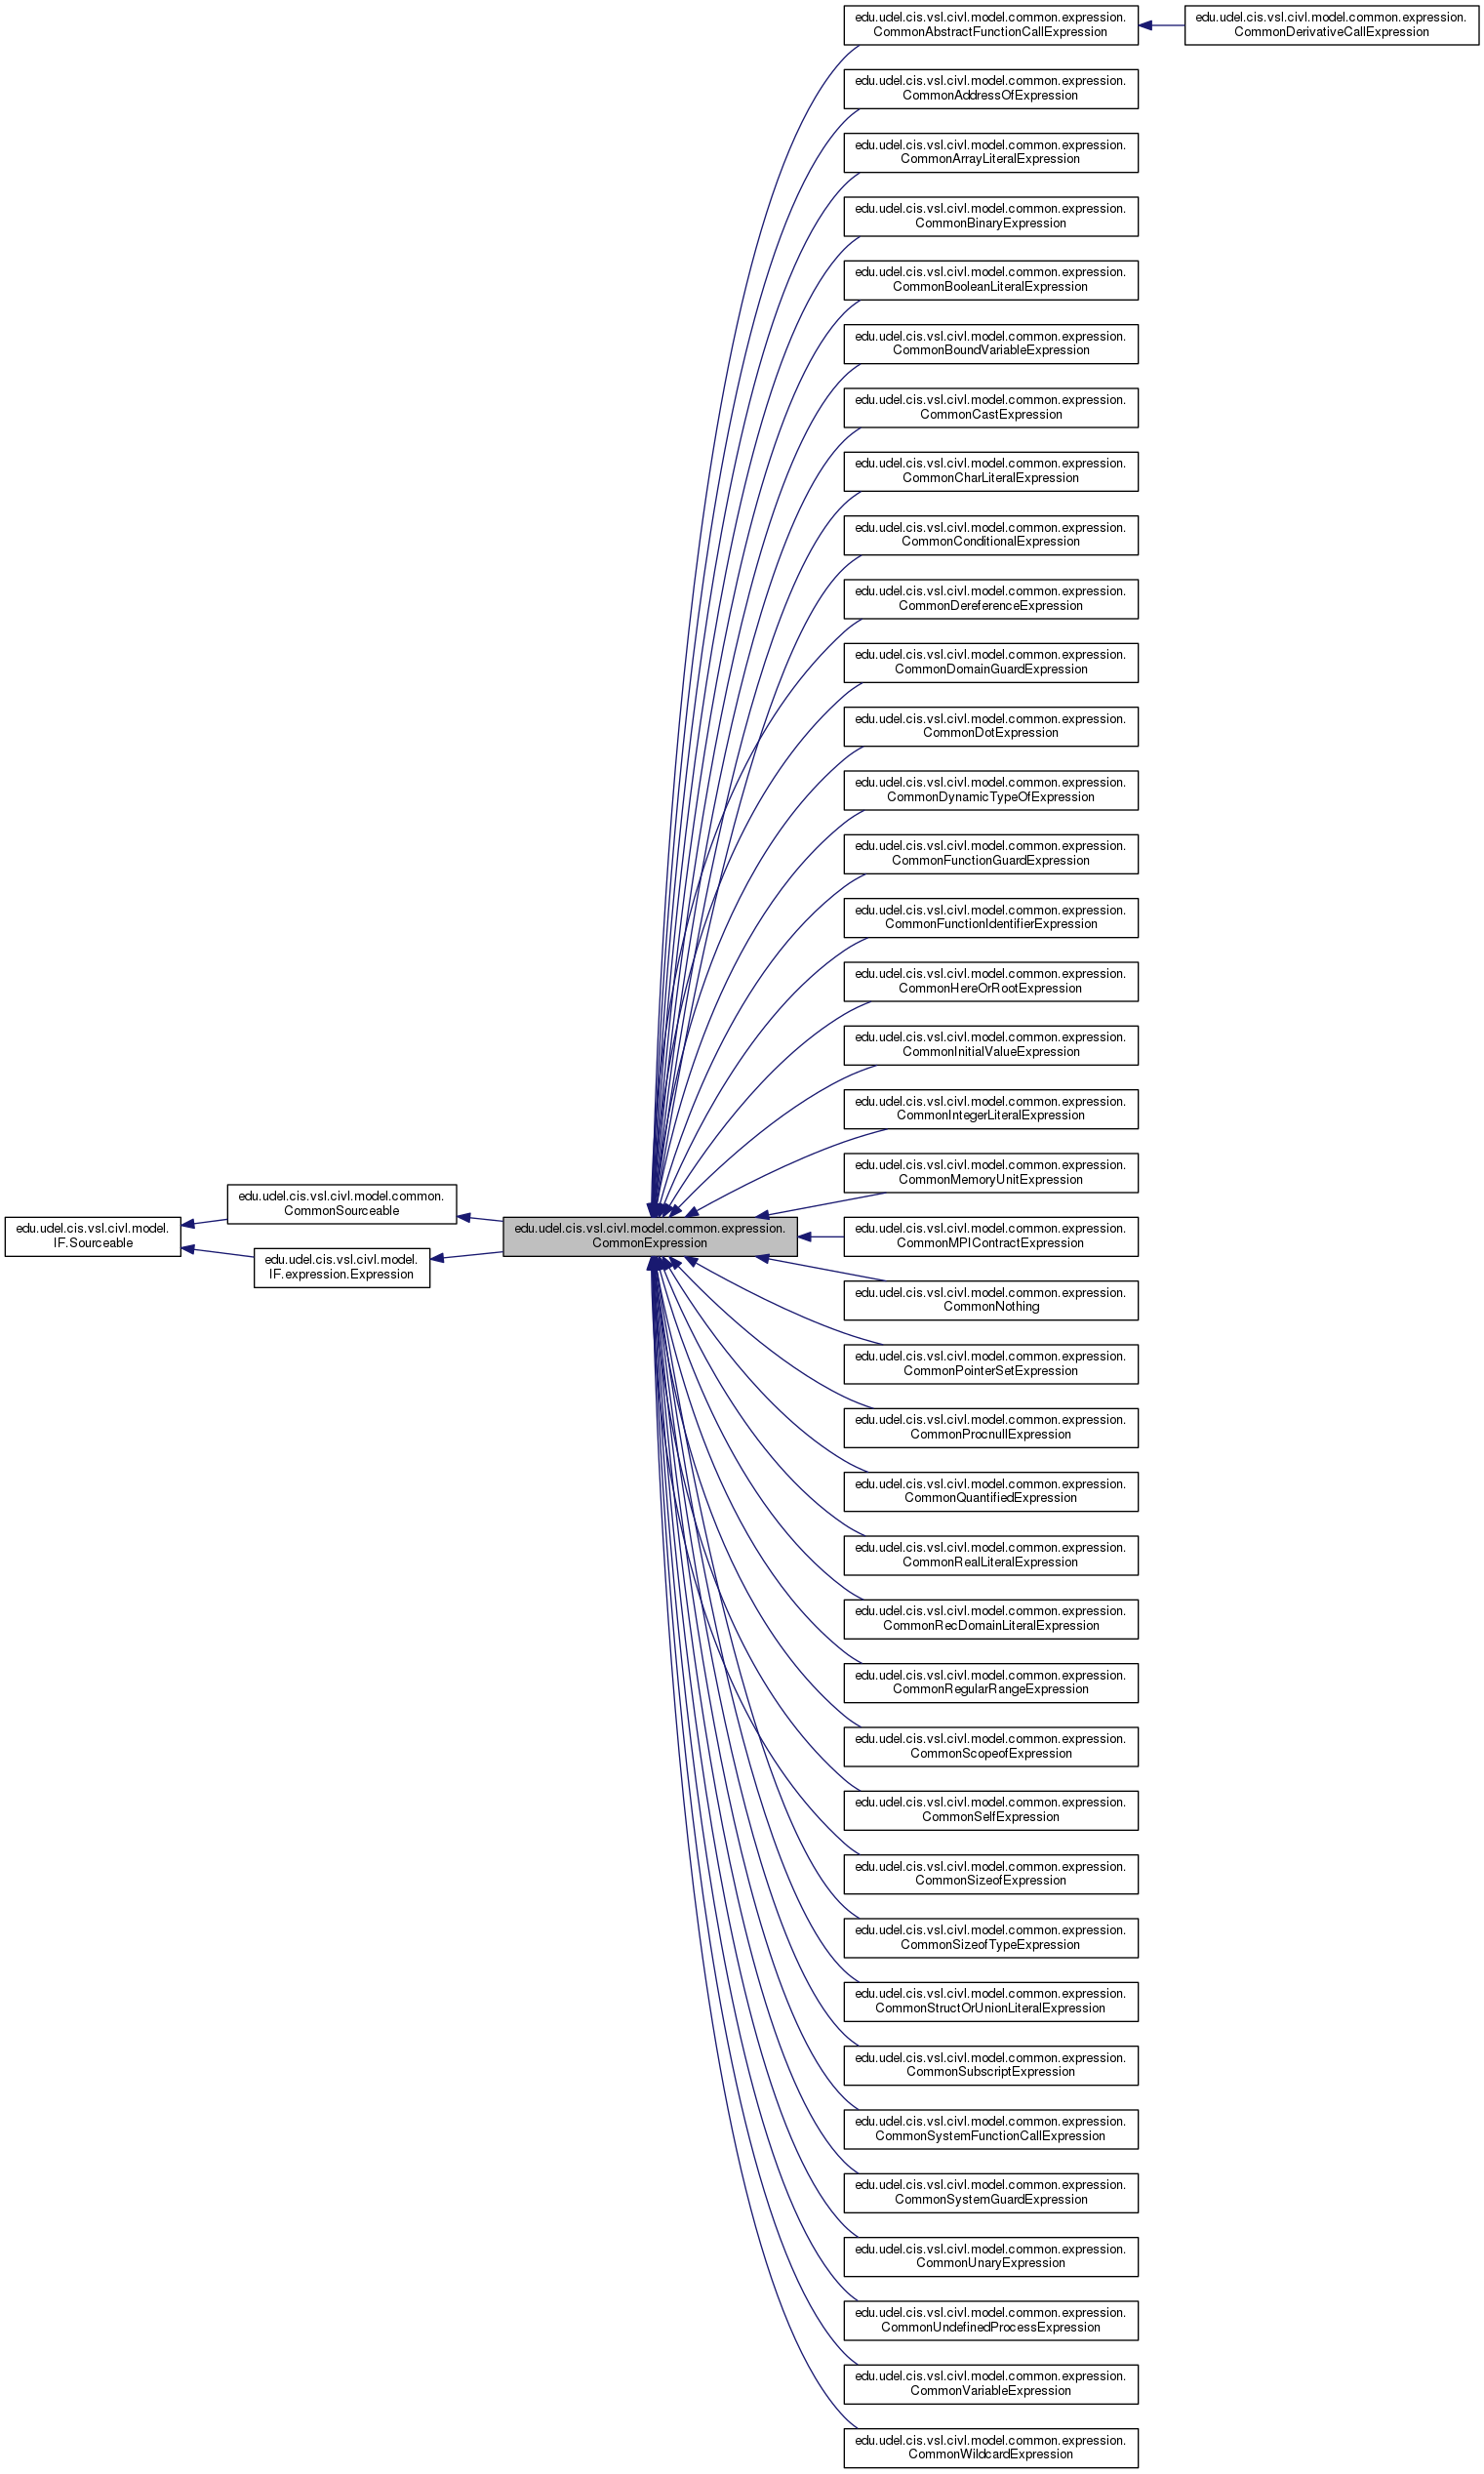 edu.udel.cis.vsl.civl.model.
IF.Sourceable
edu.udel.cis.vsl.civl.model.common.
CommonSourceable
edu.udel.cis.vsl.civl.model.
IF.expression.Expression
edu.udel.cis.vsl.civl.model.common.expression.
CommonExpression
edu.udel.cis.vsl.civl.model.common.expression.
CommonAbstractFunctionCallExpression
edu.udel.cis.vsl.civl.model.common.expression.
CommonDerivativeCallExpression
edu.udel.cis.vsl.civl.model.common.expression.
CommonAddressOfExpression
edu.udel.cis.vsl.civl.model.common.expression.
CommonArrayLiteralExpression
edu.udel.cis.vsl.civl.model.common.expression.
CommonBinaryExpression
edu.udel.cis.vsl.civl.model.common.expression.
CommonBooleanLiteralExpression
edu.udel.cis.vsl.civl.model.common.expression.
CommonBoundVariableExpression
edu.udel.cis.vsl.civl.model.common.expression.
CommonCastExpression
edu.udel.cis.vsl.civl.model.common.expression.
CommonCharLiteralExpression
edu.udel.cis.vsl.civl.model.common.expression.
CommonConditionalExpression
edu.udel.cis.vsl.civl.model.common.expression.
CommonDereferenceExpression
edu.udel.cis.vsl.civl.model.common.expression.
CommonDomainGuardExpression
edu.udel.cis.vsl.civl.model.common.expression.
CommonDotExpression
edu.udel.cis.vsl.civl.model.common.expression.
CommonDynamicTypeOfExpression
edu.udel.cis.vsl.civl.model.common.expression.
CommonFunctionGuardExpression
edu.udel.cis.vsl.civl.model.common.expression.
CommonFunctionIdentifierExpression
edu.udel.cis.vsl.civl.model.common.expression.
CommonHereOrRootExpression
edu.udel.cis.vsl.civl.model.common.expression.
CommonInitialValueExpression
edu.udel.cis.vsl.civl.model.common.expression.
CommonIntegerLiteralExpression
edu.udel.cis.vsl.civl.model.common.expression.
CommonMemoryUnitExpression
edu.udel.cis.vsl.civl.model.common.expression.
CommonMPIContractExpression
edu.udel.cis.vsl.civl.model.common.expression.
CommonNothing
edu.udel.cis.vsl.civl.model.common.expression.
CommonPointerSetExpression
edu.udel.cis.vsl.civl.model.common.expression.
CommonProcnullExpression
edu.udel.cis.vsl.civl.model.common.expression.
CommonQuantifiedExpression
edu.udel.cis.vsl.civl.model.common.expression.
CommonRealLiteralExpression
edu.udel.cis.vsl.civl.model.common.expression.
CommonRecDomainLiteralExpression
edu.udel.cis.vsl.civl.model.common.expression.
CommonRegularRangeExpression
edu.udel.cis.vsl.civl.model.common.expression.
CommonScopeofExpression
edu.udel.cis.vsl.civl.model.common.expression.
CommonSelfExpression
edu.udel.cis.vsl.civl.model.common.expression.
CommonSizeofExpression
edu.udel.cis.vsl.civl.model.common.expression.
CommonSizeofTypeExpression
edu.udel.cis.vsl.civl.model.common.expression.
CommonStructOrUnionLiteralExpression
edu.udel.cis.vsl.civl.model.common.expression.
CommonSubscriptExpression
edu.udel.cis.vsl.civl.model.common.expression.
CommonSystemFunctionCallExpression
edu.udel.cis.vsl.civl.model.common.expression.
CommonSystemGuardExpression
edu.udel.cis.vsl.civl.model.common.expression.
CommonUnaryExpression
edu.udel.cis.vsl.civl.model.common.expression.
CommonUndefinedProcessExpression
edu.udel.cis.vsl.civl.model.common.expression.
CommonVariableExpression
edu.udel.cis.vsl.civl.model.common.expression.
CommonWildcardExpression